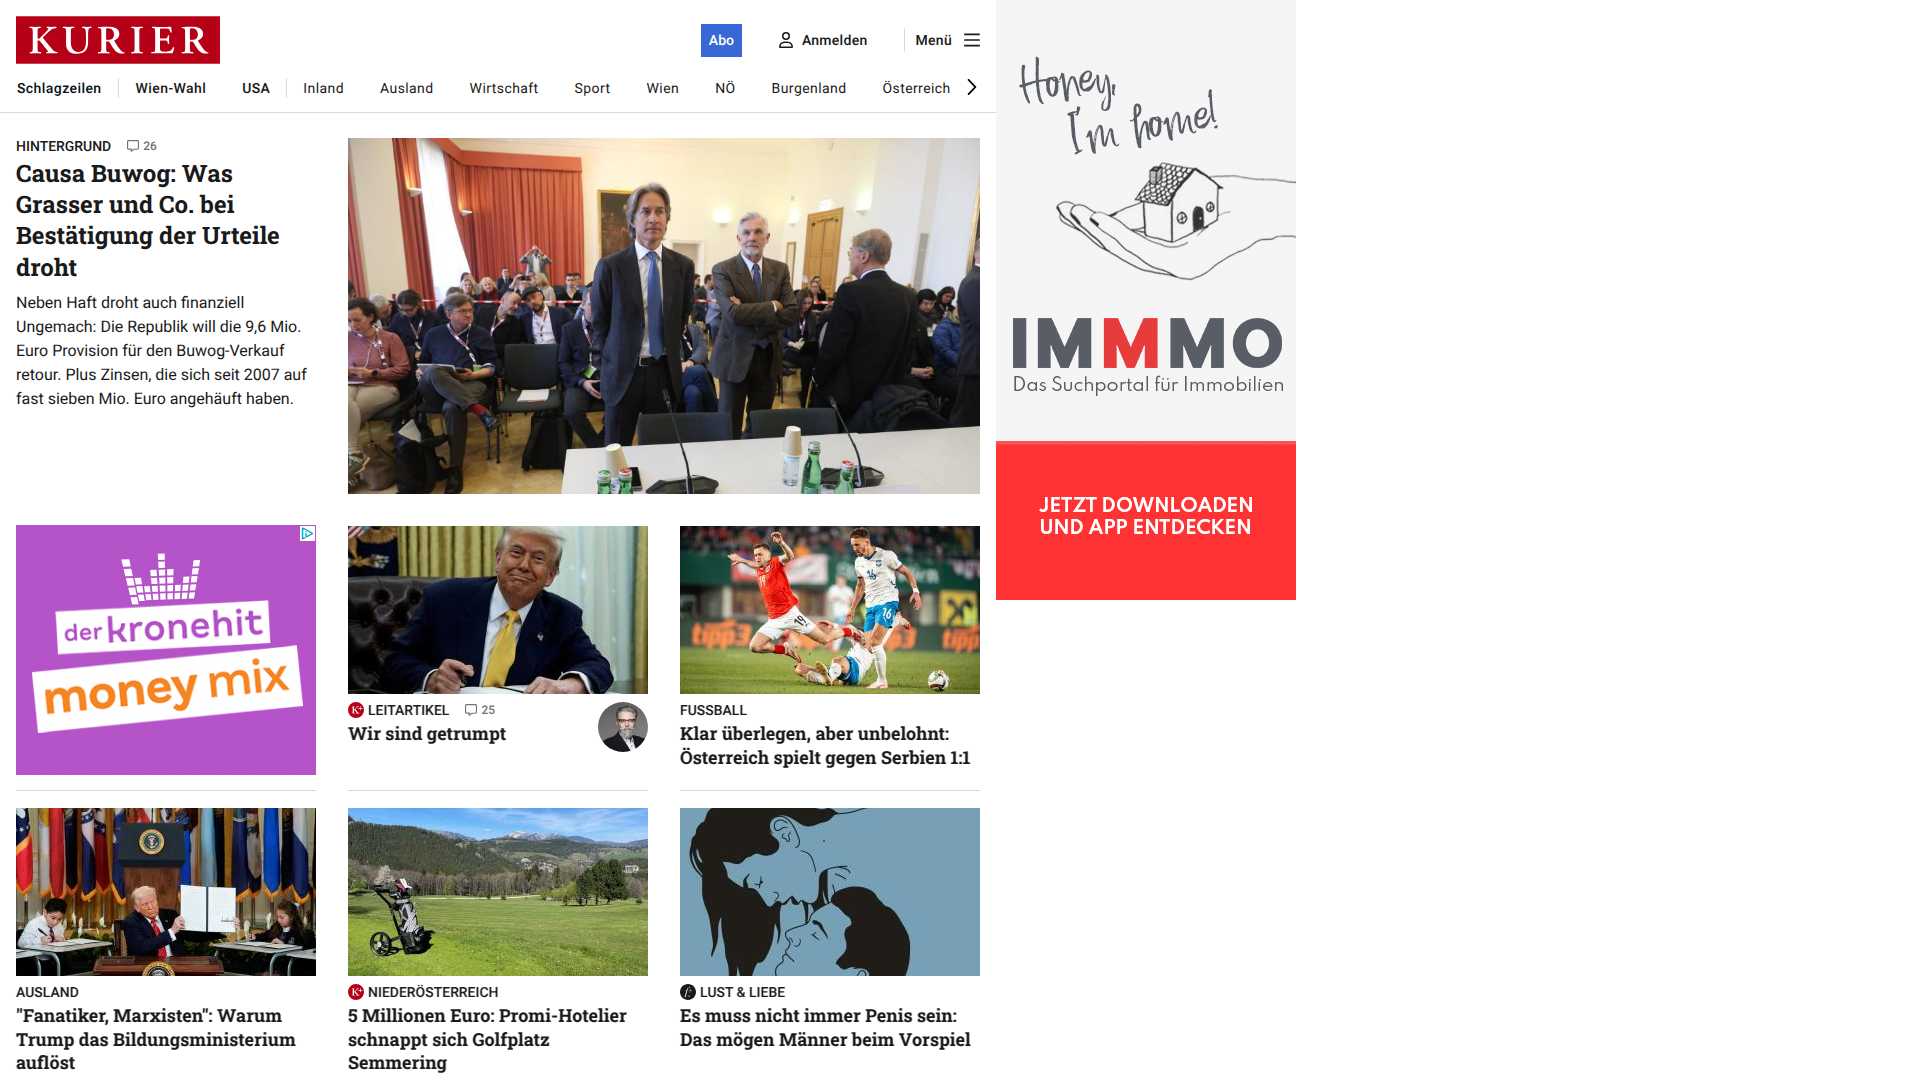 KURIER
Abo
Anmelden
Menü
Schlagzeilen
Wien-Wahl
USA
Inland
Ausland
Wirtschaft
Sport
Wien
NÖ
Burgenland
Österreich
HINTERGRUND 26
Causa Buwog: Was
Grasser und Co. bei
Bestätigung der Urteile
droht
Neben Haft droht auch finanziell
Ungemach: Die Republik will die 9,6 Mio.
Euro Provision für den Buwog-Verkauf
retour. Plus Zinsen, die sich seit 2007 auf
fast sieben Mio. Euro angehäuft haben.
Honey,
I'm home!
IMMMO
Das Suchportal für Immobilien
JETZT DOWNLOADEN
UND APP ENTDECKEN
der kronehit
money mix
K+ LEITARTIKEL 25
Wir sind getrumpt
19
16
16
tipp3
tipp3
FUSSBALL
Klar überlegen, aber unbelohnt:
Österreich spielt gegen Serbien 1:1
AUSLAND
"Fanatiker, Marxisten": Warum
Trump das Bildungsministerium
auflöst
K+ NIEDERÖSTERREICH
5 Millionen Euro: Promi-Hotelier
schnappt sich Golfplatz
Semmering
LUST & LIEBE
Es muss nicht immer Penis sein:
Das mögen Männer beim Vorspiel